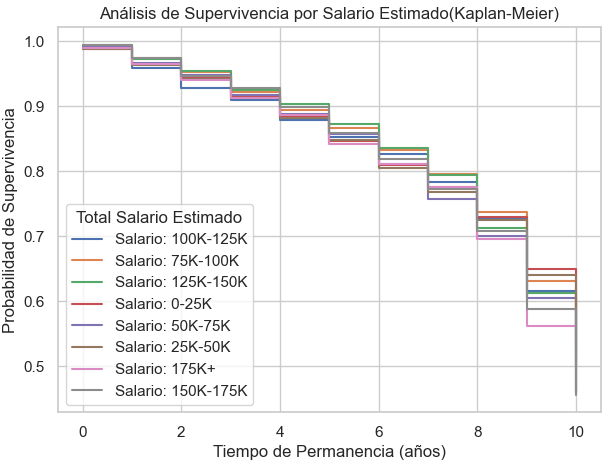 Análisis de Supervivencia por Salario Estimado(Kaplan-Meier)
1.0
0.9
0.8
0.7
0.6
0.5
Probabilidad de Supervivencia
Total Salario Estimado
Salario: 100K-125K
Salario: 75K-100K
Salario: 125K-150K
Salario: 0-25K
Salario: 50K-75K
Salario: 25K-50K
Salario: 175K+
Salario: 150K-175K
0 2 4 6 8 10
Tiempo de Permanencia (años)